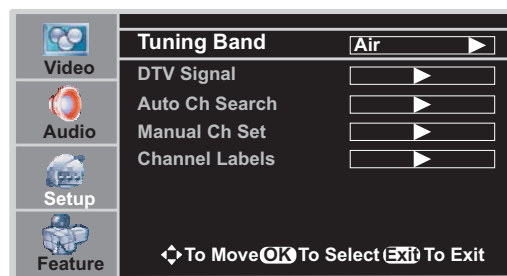 Video
Audio
Setup
Feature
Tuning Band Air
DTV Signal
Auto Ch Search
Manual Ch Set
Channel Labels
To Move OK To Select Exit To Exit